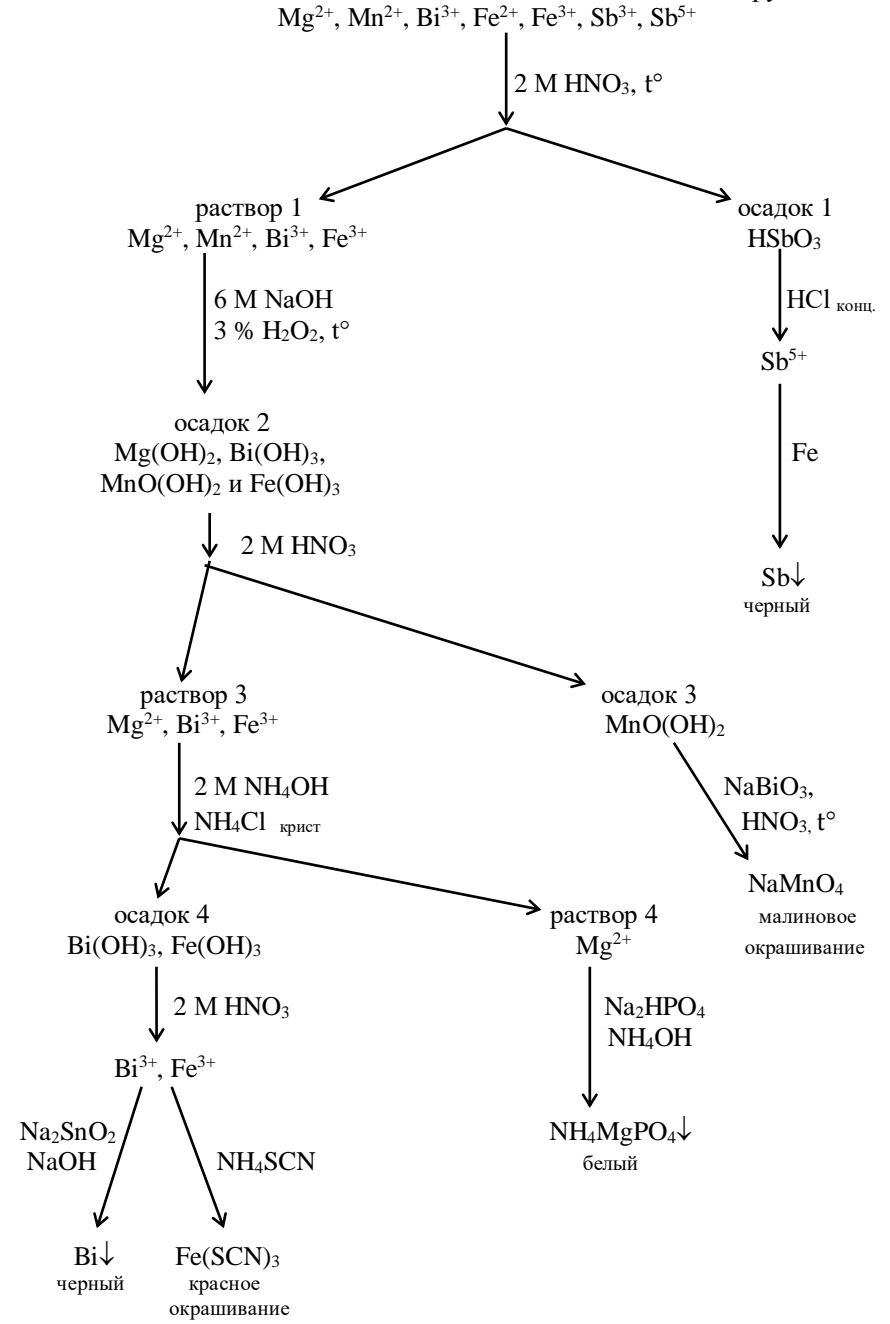 Mg²⁺, Mn²⁺, Bi³⁺, Fe²⁺, Fe³⁺, Sb³⁺, Sb⁵⁺
2 M HNO₃, t°
раствор 1
Mg²⁺, Mn²⁺, Bi³⁺, Fe³⁺
осадок 1
HSbO₃
6 M NaOH
3 % H₂O₂, t°
HCl конц.
Sb⁵⁺
осадок 2
Mg(OH)₂, Bi(OH)₃,
MnO(OH)₂ и Fe(OH)₃
Fe
2 M HNO₃
Sb↓
черный
раствор 3
Mg²⁺, Bi³⁺, Fe³⁺
осадок 3
MnO(OH)₂
2 M NH₄OH
NH₄Cl крист
NaBiO₃,
HNO₃, t°
NaMnO₄
малиновое
окрашивание
осадок 4
Bi(OH)₃, Fe(OH)₃
раствор 4
Mg²⁺
2 M HNO₃
Na₂HPO₄
NH₄OH
Bi³⁺, Fe³⁺
Na₂SnO₂
NaOH
NH₄SCN
NH₄MgPO₄↓
белый
Bi↓
черный
Fe(SCN)₃
красное
окрашивание